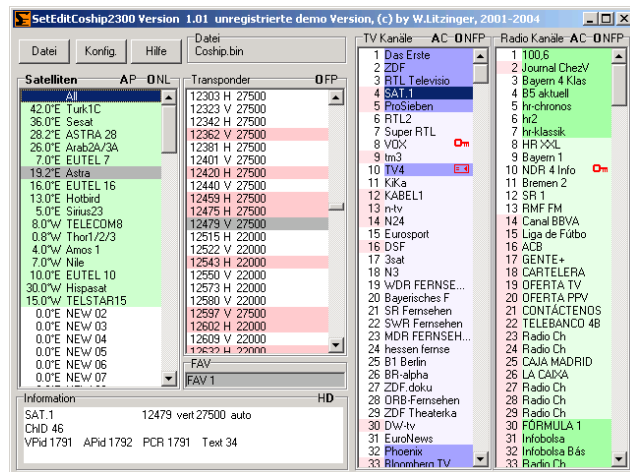 SetEditCoship2300 Version 1.01 unregistrierte demo Version, (c) by W.Litzinger, 2001-2004
Datei
Konfig.
Hilfe
Datei
Coship.bin
Satelliten AP ONL
All
42.0°E Turk1C
36.0°E Sesat
28.2°E ASTRA 28
26.0°E Arab2A/3A
7.0°E EUTEL 7
19.2°E Astra
16.0°E EUTEL 16
13.0°E Hotbird
5.0°E Sirius23
8.0°W TELECOM8
0.8°W Thor1/2/3
4.0°W Amos 1
7.0°W Nile
10.0°E EUTEL 10
30.0°W Hispasat
15.0°W TELSTAR15
0.0°E NEW 02
0.0°E NEW 03
0.0°E NEW 04
0.0°E NEW 05
0.0°E NEW 06
0.0°E NEW 07
Transponder OFP
12303 H 27500
12323 V 27500
12342 H 27500
12362 V 27500
12381 H 27500
12401 V 27500
12420 H 27500
12440 V 27500
12459 H 27500
12475 H 27500
12479 V 27500
12515 H 22000
12522 V 22000
12543 H 22000
12550 V 22000
12573 H 22000
12580 V 22000
12597 V 27500
12602 H 22000
12609 V 22000
12632 H 22000
FAV
FAV 1
Information HD
SAT.1 12479 vert 27500 auto
ChID 46
VPid 1791 APid 1792 PCR 1791 Text 34
TV Kanäle AC ONFP
1 Das Erste
2 ZDF
3 RTL Televisio
4 SAT.1
5 ProSieben
6 RTL2
7 Super RTL
8 VOX
9 tm3
10 TV4
11 KiKa
12 KABEL1
13 n-tv
14 N24
15 Eurosport
16 DSF
17 3sat
18 N3
19 WDR FERNSE...
20 Bayerisches F
21 SR Fernsehen
22 SWR Fernsehen
23 MDR FERNSEH...
24 hessen fernse
25 B1 Berlin
26 BR-alpha
27 ZDF.doku
28 ORB-Fernsehen
29 ZDF Theaterka
30 DW-tv
31 EuroNews
32 Phoenix
33 Bloomberg TV
Radio Kanäle AC ONFP
1 100,6
2 Journal ChezV
3 Bayern 4 Klas
4 B5 aktuell
5 hr-chronos
6 hr2
7 hr-klassik
8 HR XXL
9 Bayern 1
10 NDR 4 Info
11 Bremen 2
12 SR 1
13 RMF FM
14 Canal BBVA
15 Liga de Fútbo
16 ACB
17 GENTE+
18 CARTELERA
19 OFERTA TV
20 OFERTA PPV
21 CONTÁCTENOS
22 TELEBANCO 4B
23 Radio Ch
24 Radio Ch
25 CAJA MADRID
26 LA CAIXA
27 Radio Ch
28 Radio Ch
29 Radio Ch
30 FÓRMULA 1
31 Infobolsa
32 Infobolsa Bás
33 Radio Ch